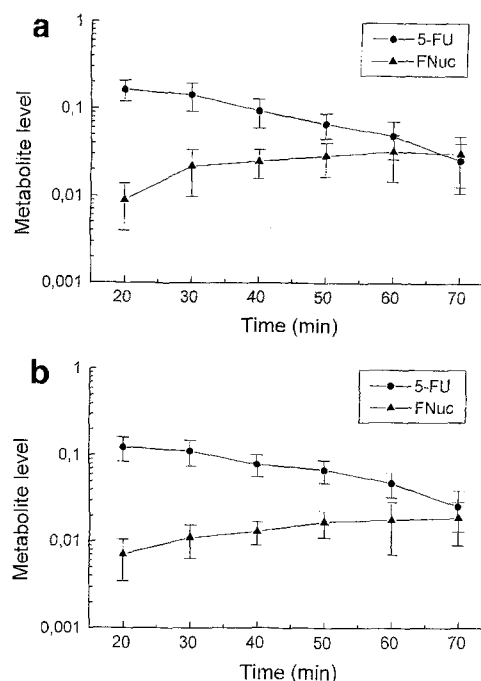 a
5-FU
FNuc
1
0,1
0,01
0,001
Metabolite level
20 30 40 50 60 70
Time (min)
b
5-FU
FNuc
1
0,1
0,01
0,001
Metabolite level
20 30 40 50 60 70
Time (min)